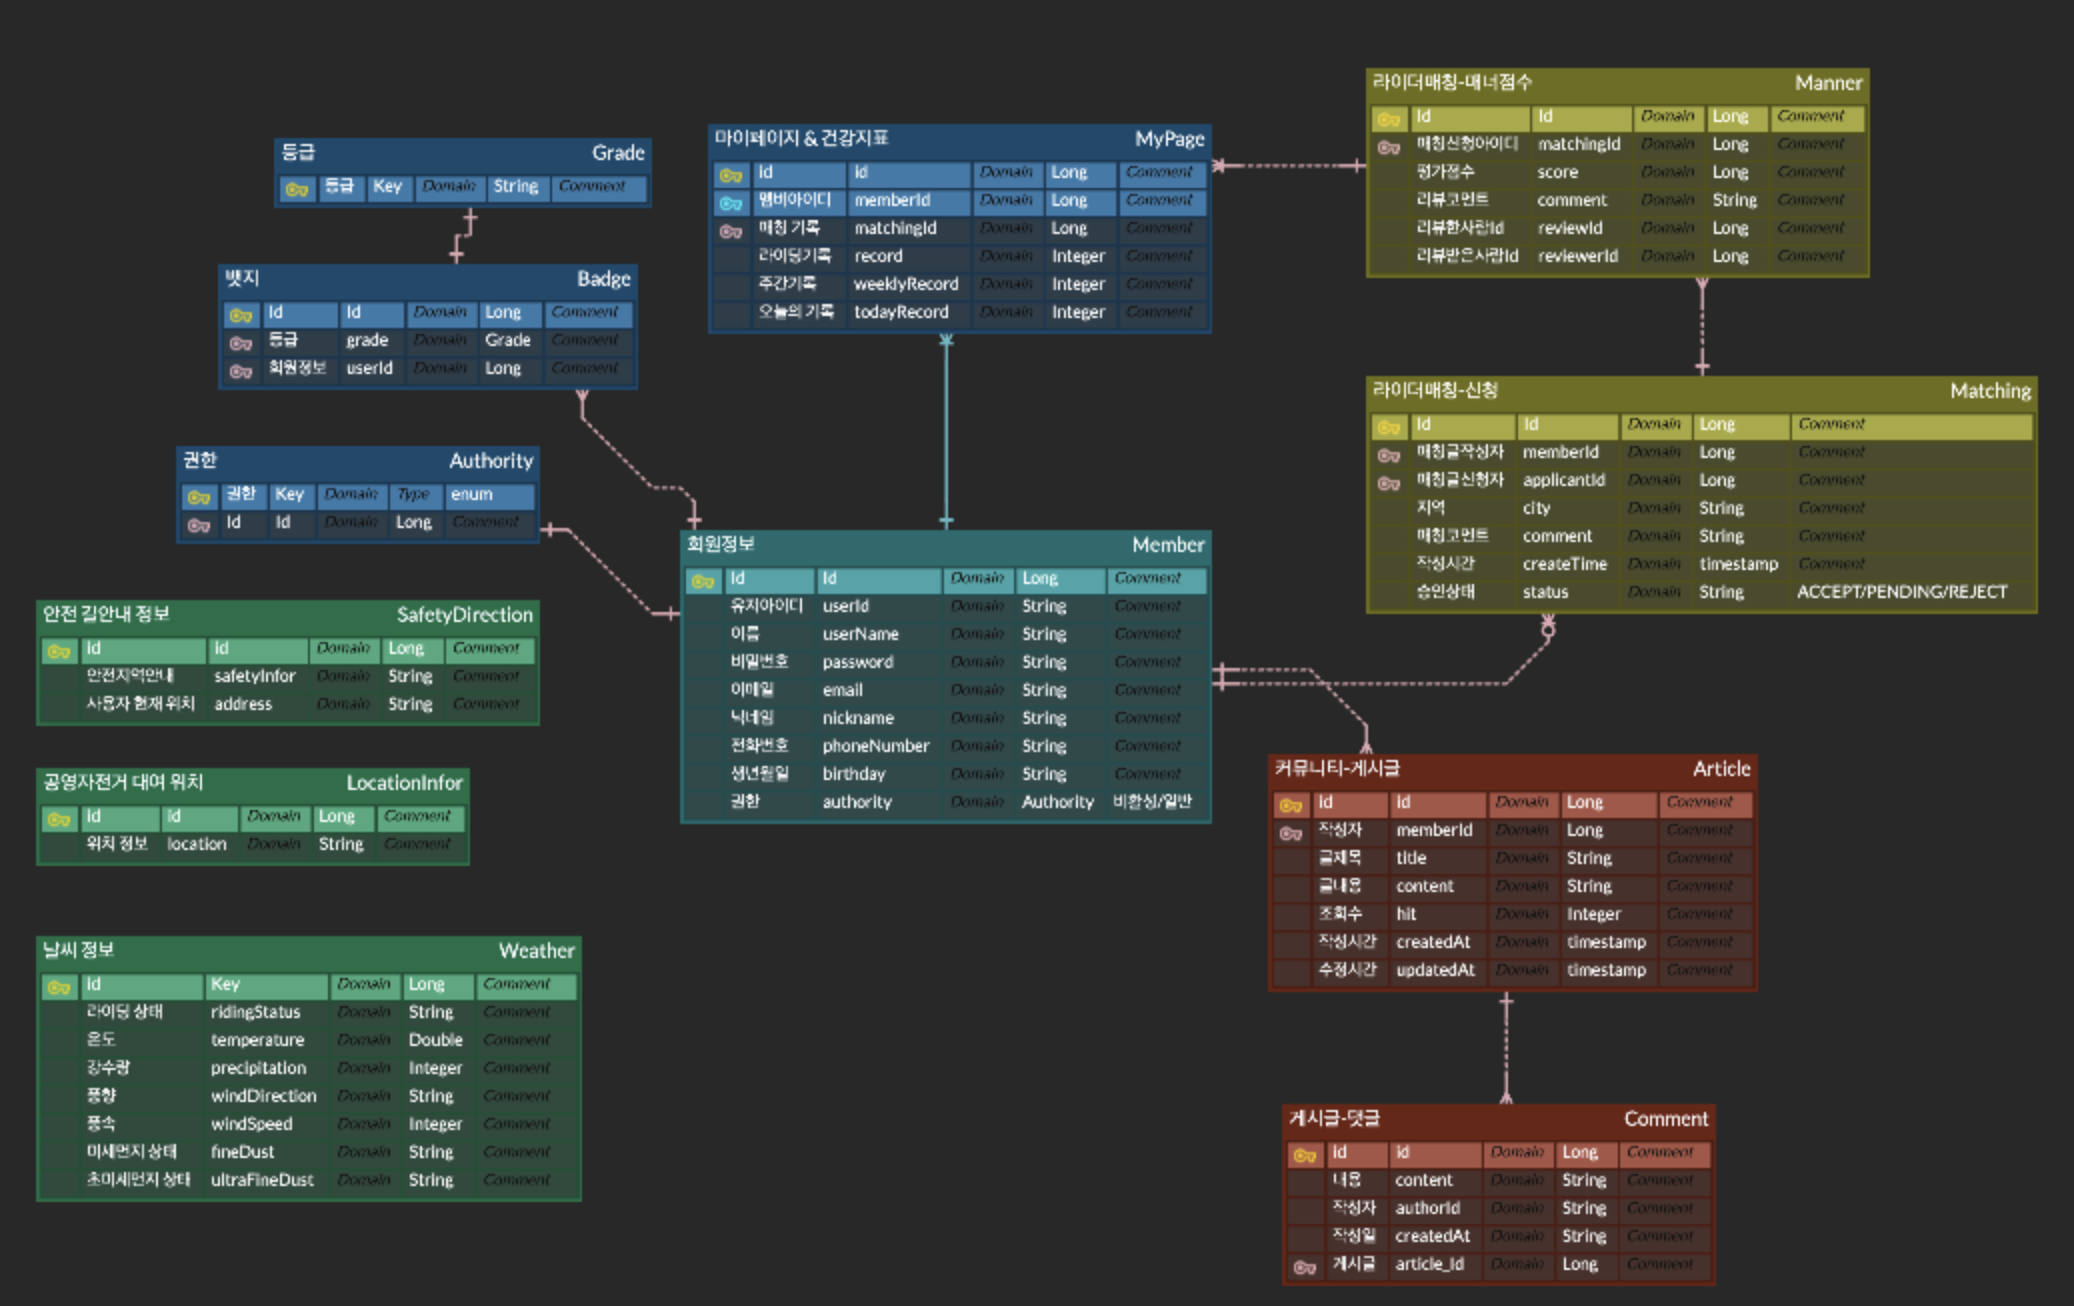 등급 Grade
등급 Key Domain String Comment
뱃지 Badge
Id Id Domain Long Comment
등급 grade Domain Grade Comment
회원정보 userId Domain Long Comment
권한 Authority
권한 Key Domain Type enum
Id Id Domain Long Comment
안전 길안내 정보 SafetyDirection
Id Id Domain Long Comment
안전지역안내 safetyInfor Domain String Comment
사용자 현재 위치 address Domain String Comment
공영자전거 대여 위치 LocationInfor
Id id Domain Long Comment
위치 정보 location Domain String Comment
날씨 정보 Weather
Id Key Domain Long Comment
라이딩 상태 ridingStatus Domain String Comment
온도 temperature Domain Double Comment
강수량 precipitation Domain Integer Comment
풍향 windDirection Domain String Comment
풍속 windSpeed Domain Integer Comment
미세먼지 상태 fineDust Domain String Comment
초미세먼지 상태 ultraFineDust Domain String Comment
마이페이지 & 건강지표 MyPage
Id Id Domain Long Comment
멤버아이디 memberId Domain Long Comment
매칭 기록 matchingId Domain Long Comment
라이딩기록 record Domain Integer Comment
주간기록 weeklyRecord Domain Integer Comment
오늘의 기록 todayRecord Domain Integer Comment
회원정보 Member
Id Id Domain Long Comment
유저아이디 userId Domain String Comment
이름 userName Domain String Comment
비밀번호 password Domain String Comment
이메일 email Domain String Comment
닉네임 nickname Domain String Comment
전화번호 phoneNumber Domain String Comment
생년월일 birthday Domain String Comment
권한 authority Domain Authority 비활성/일반
라이더매칭-매너점수 Manner
Id Id Domain Long Comment
매칭신청아이디 matchingId Domain Long Comment
평가점수 score Domain Long Comment
리뷰코멘트 comment Domain String Comment
리뷰한사람Id reviewId Domain Long Comment
리뷰받은사람Id reviewerId Domain Long Comment
라이더매칭-신청 Matching
Id Id Domain Long Comment
매칭글작성자 memberId Domain Long Comment
매칭글신청자 applicantId Domain Long Comment
지역 city Domain String Comment
매칭코멘트 comment Domain String Comment
작성시간 createTime Domain timestamp Comment
승인상태 status Domain String ACCEPT/PENDING/REJECT
커뮤니티-게시글 Article
Id id Domain Long Comment
작성자 memberId Domain Long Comment
글제목 title Domain String Comment
글내용 content Domain String Comment
조회수 hit Domain Integer Comment
작성시간 createdAt Domain timestamp Comment
수정시간 updatedAt Domain timestamp Comment
게시글-댓글 Comment
Id id Domain Long Comment
내용 content Domain String Comment
작성자 authorId Domain String Comment
작성일 createdAt Domain String Comment
게시글 article_Id Domain Long Comment